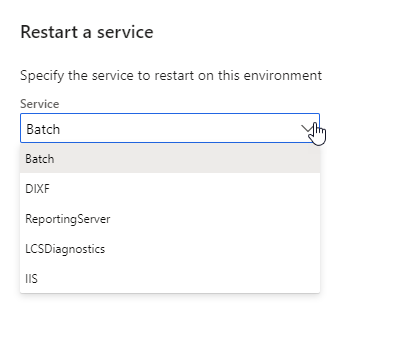 Restart a service
Specify the service to restart on this environment
Service
Batch
Batch
DIXF
ReportingServer
LCSDiagnostics
IIS